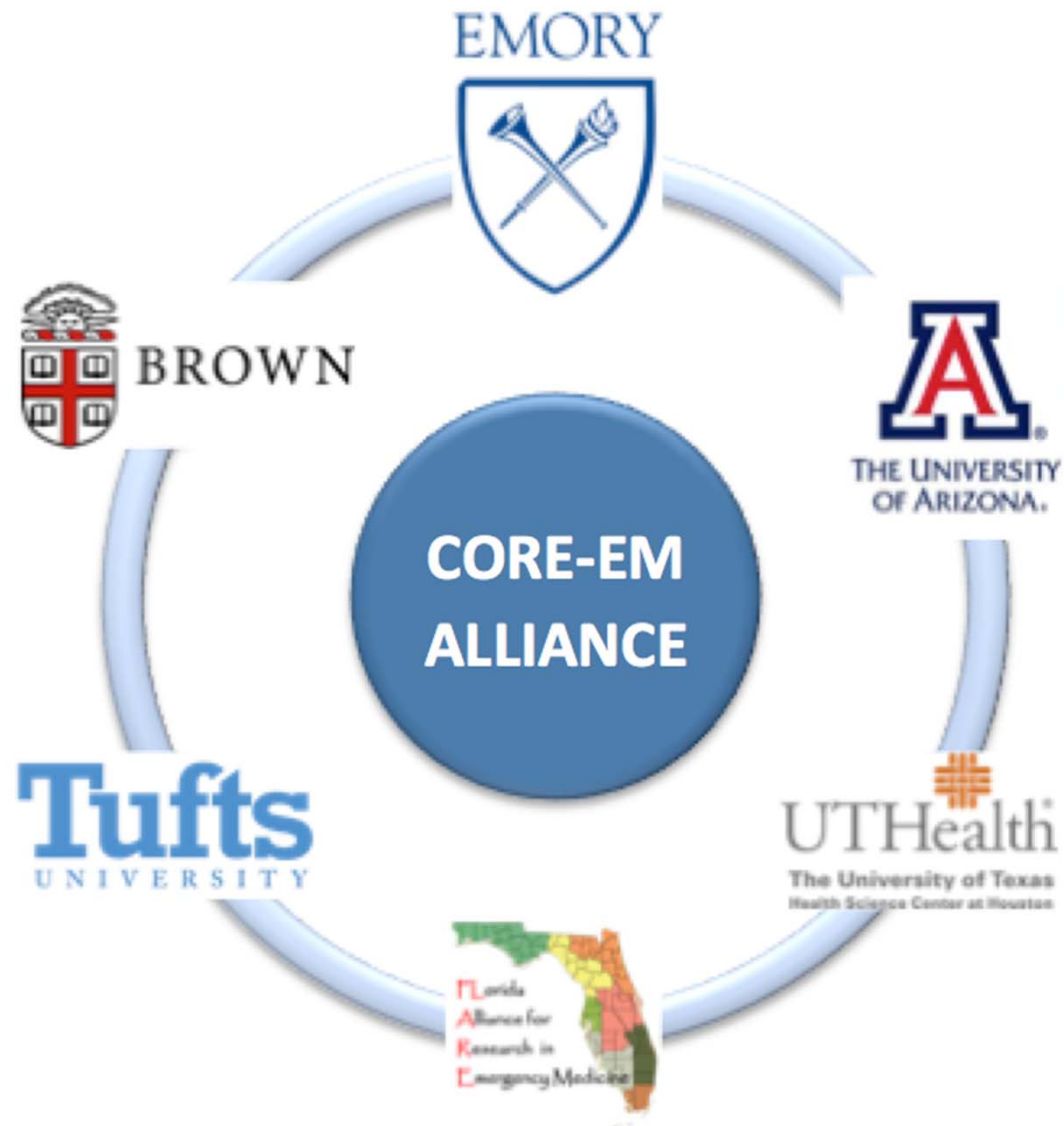 EMORY
BROWN
A®
THE UNIVERSITY
OF ARIZONA.
CORE-EM
ALLIANCE
Tufts
UNIVERSITY
UTHealth®
The University of Texas
Health Science Center at Houston
FLorida
Alliance for
Research in
Emergency Medicine